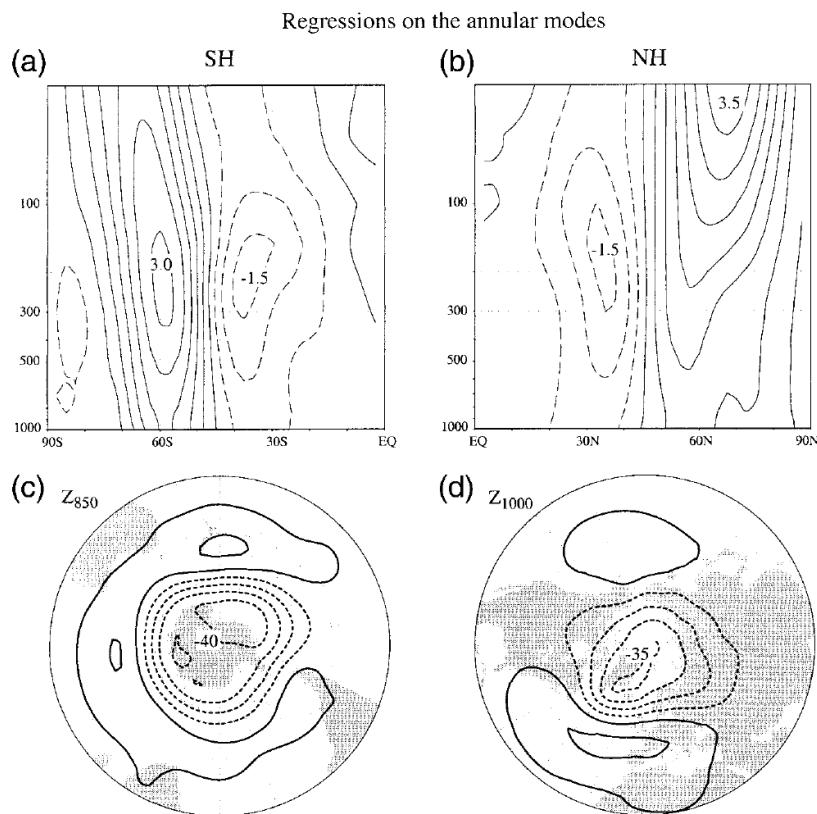 Regressions on the annular modes
(a) SH (b) NH
3.5
100 100
3.0 -1.5 -1.5
300 300
500 500
1000 1000
90S 60S 30S EQ EQ 30N 60N 90N
(c) Z850 (d) Z1000
-40 -35